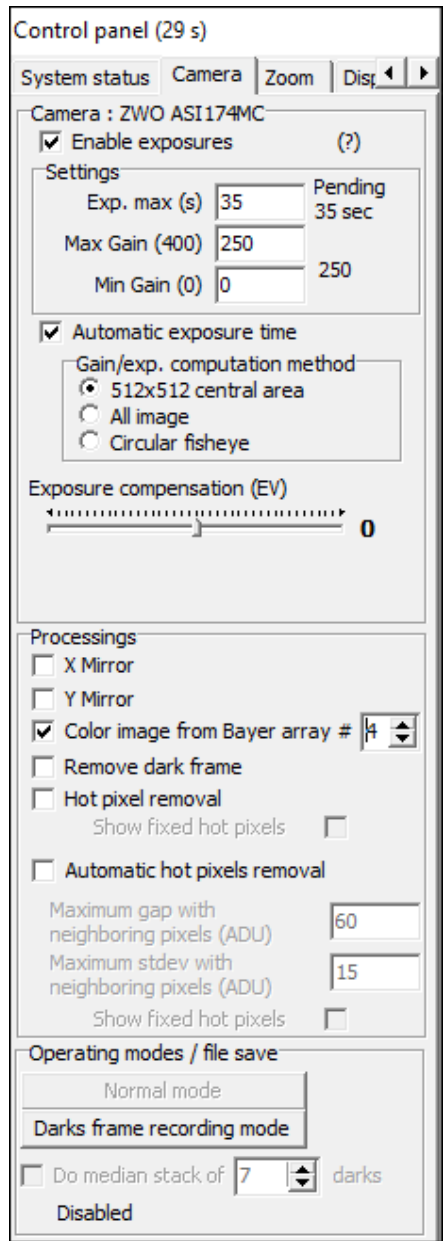 Control panel (29 s)
System status Camera Zoom
Camera : ZWO ASI174MC
Enable exposures (?)
Settings
Pending
Exp. max (s) 35 35 sec
Max Gain (400) 250
250
Min Gain (0) 0
Automatic exposure time
Gain/exp. computation method
512x512 central area
All image
Circular fisheye
Exposure compensation (EV)
0
Processings
X Mirror
Y Mirror
Color image from Bayer array # 4
Remove dark frame
Hot pixel removal
Show fixed hot pixels
Automatic hot pixels removal
Maximum gap with
neighboring pixels (ADU) 60
Maximum stdev with
neighboring pixels (ADU) 15
Show fixed hot pixels
Operating modes / file save
Normal mode
Darks frame recording mode
Do median stack of 7 darks
Disabled